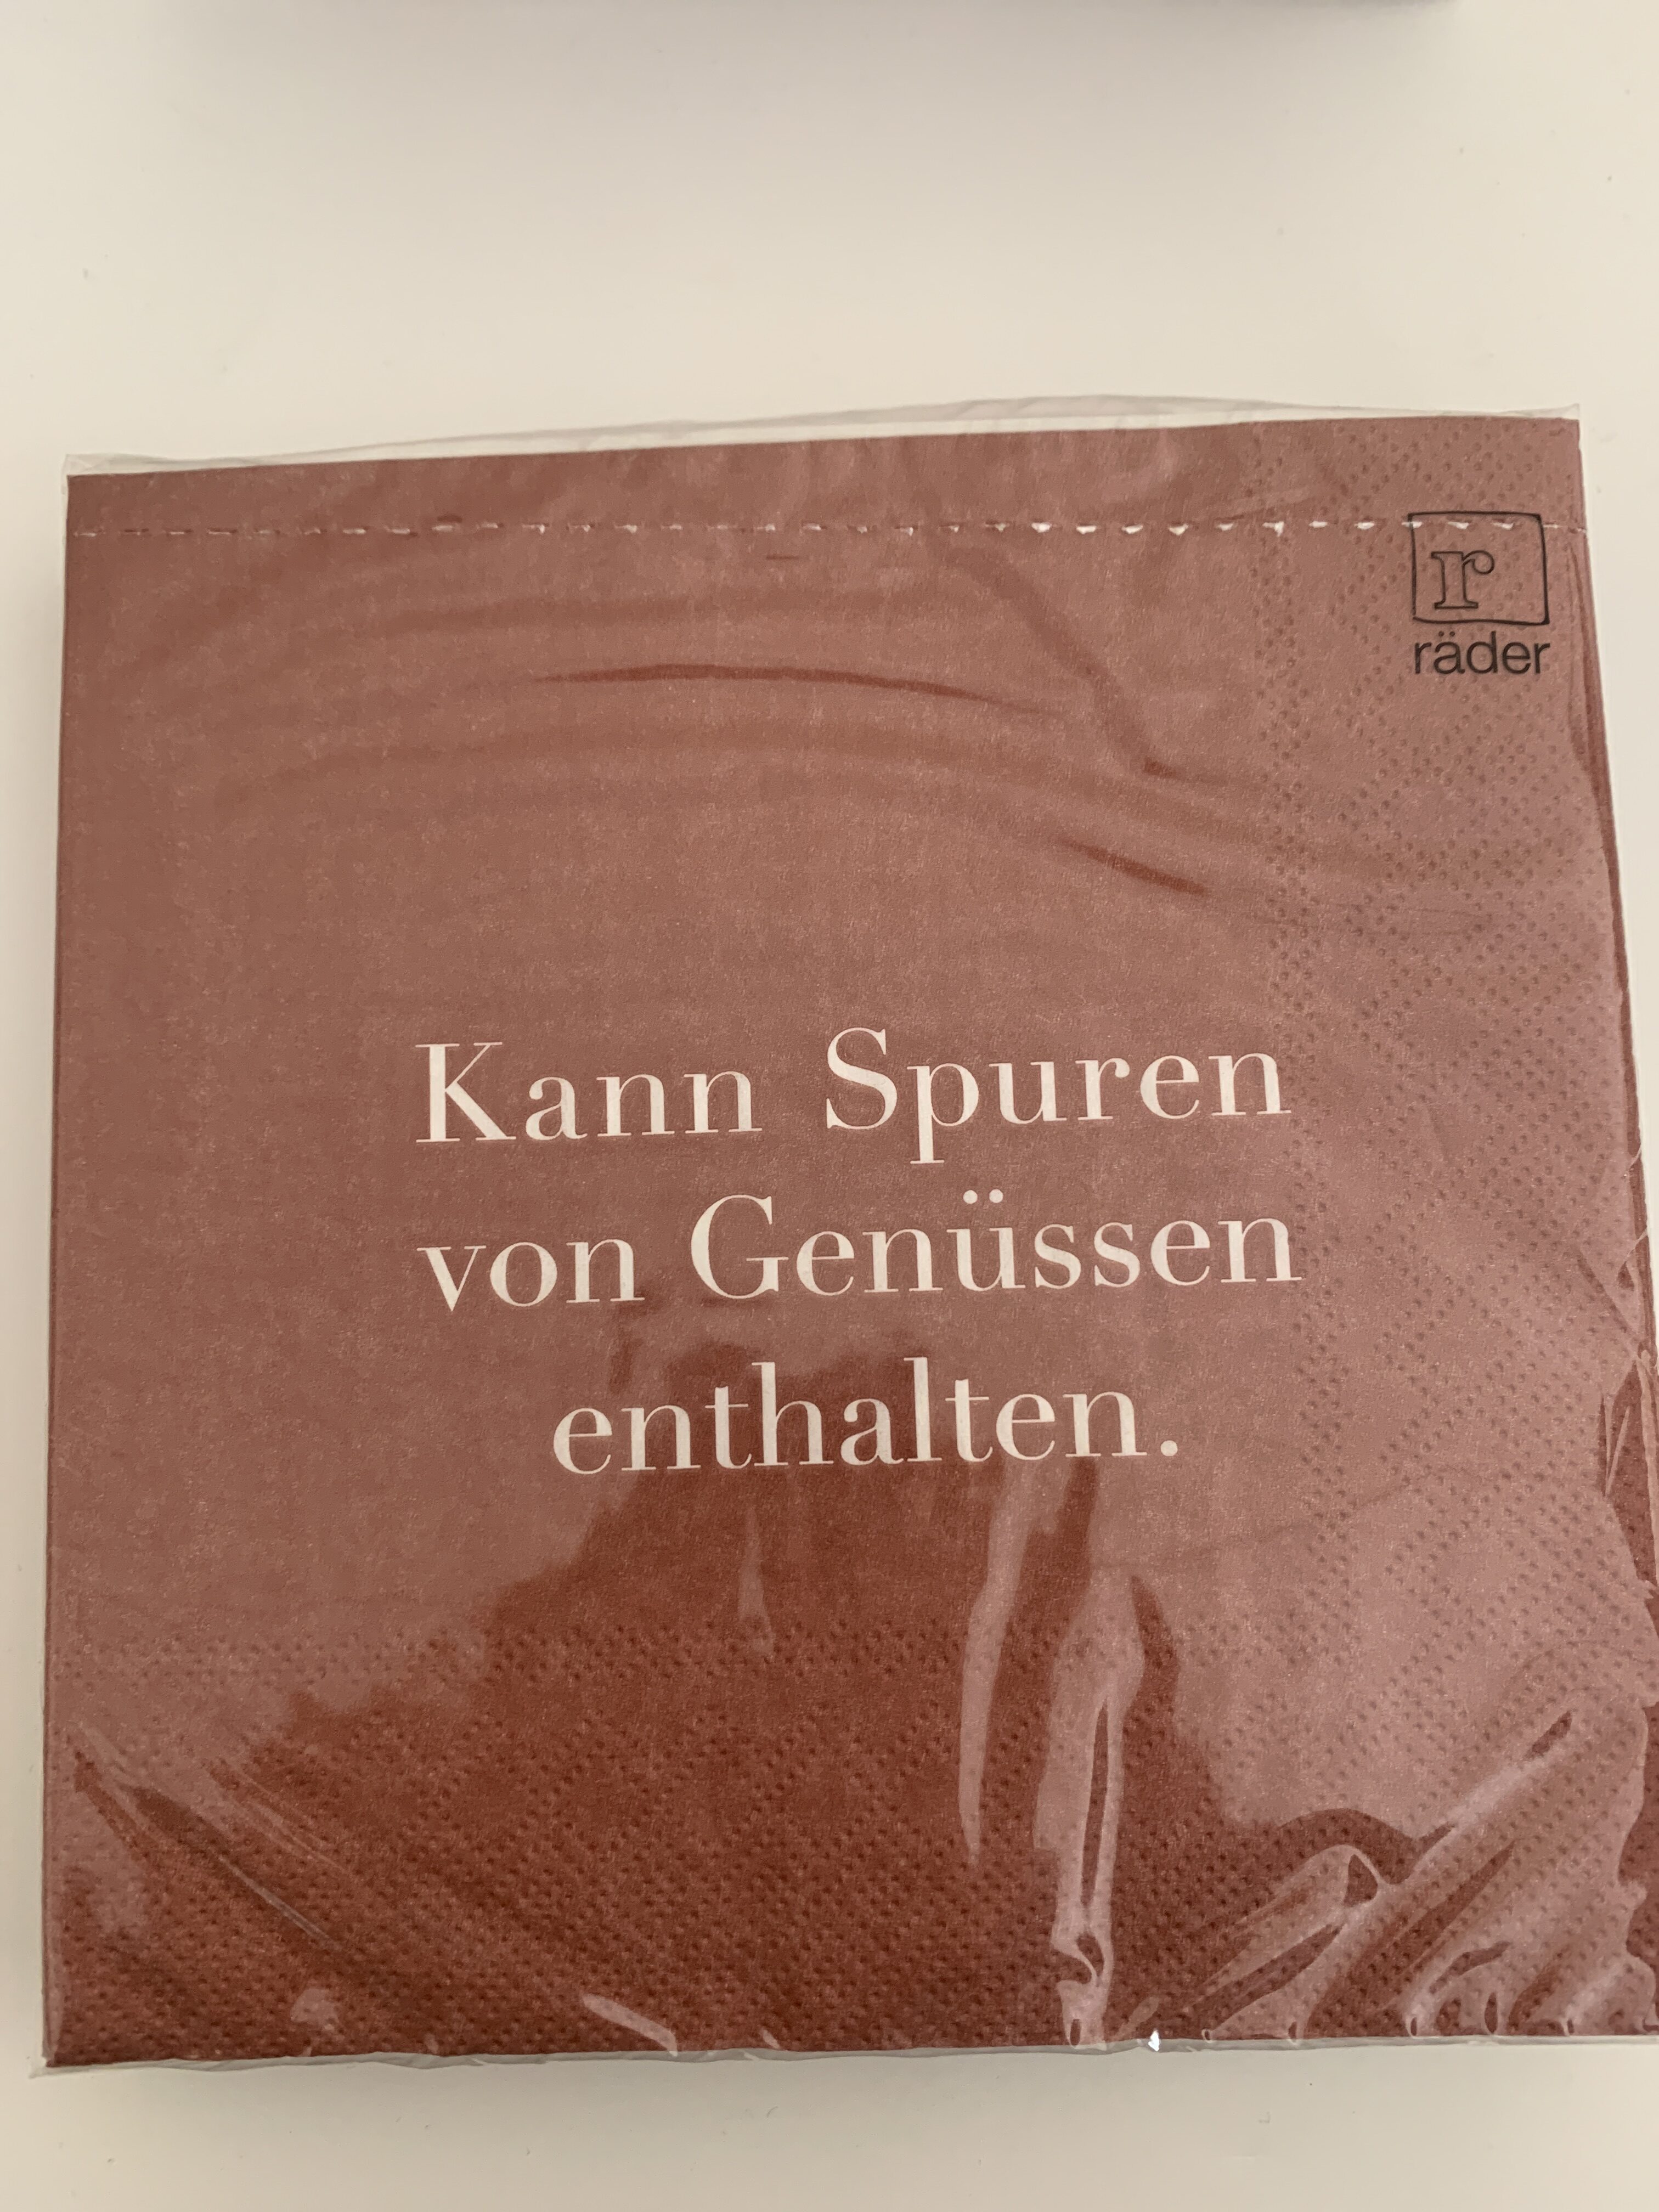 r
räder
Kann Spuren
von Genüssen
enthalten.